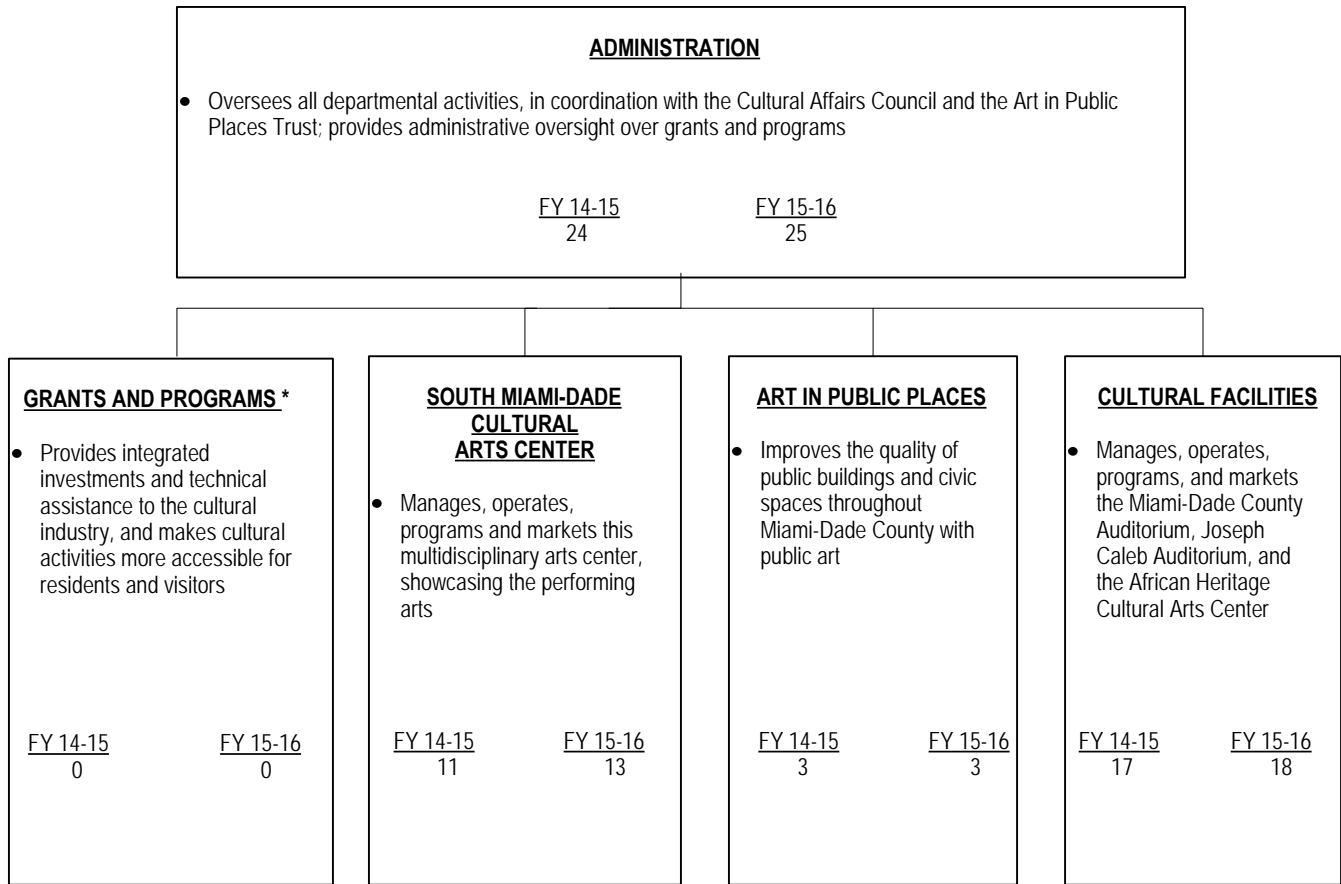 ADMINISTRATION
• Oversees all departmental activities, in coordination with the Cultural Affairs Council and the Art in Public
Places Trust; provides administrative oversight over grants and programs
FY 14-15 FY 15-16
24 25
GRANTS AND PROGRAMS *
• Provides integrated
investments and technical
assistance to the cultural
industry, and makes cultural
activities more accessible for
residents and visitors
FY 14-15 FY 15-16
0 0
SOUTH MIAMI-DADE
CULTURAL
ARTS CENTER
• Manages, operates,
programs and markets this
multidisciplinary arts center,
showcasing the performing
arts
FY 14-15 FY 15-16
11 13
ART IN PUBLIC PLACES
• Improves the quality of
public buildings and civic
spaces throughout
Miami-Dade County with
public art
FY 14-15 FY 15-16
3 3
CULTURAL FACILITIES
• Manages, operates,
programs, and markets
the Miami-Dade County
Auditorium, Joseph
Caleb Auditorium, and
the African Heritage
Cultural Arts Center
FY 14-15 FY 15-16
17 18